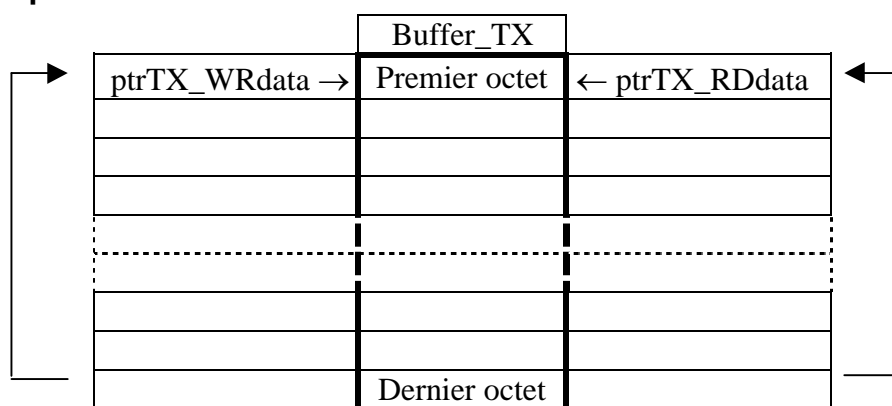 Buffer_TX
ptrTX_WRdata → Premier octet ← ptrTX_RDdata
Dernier octet